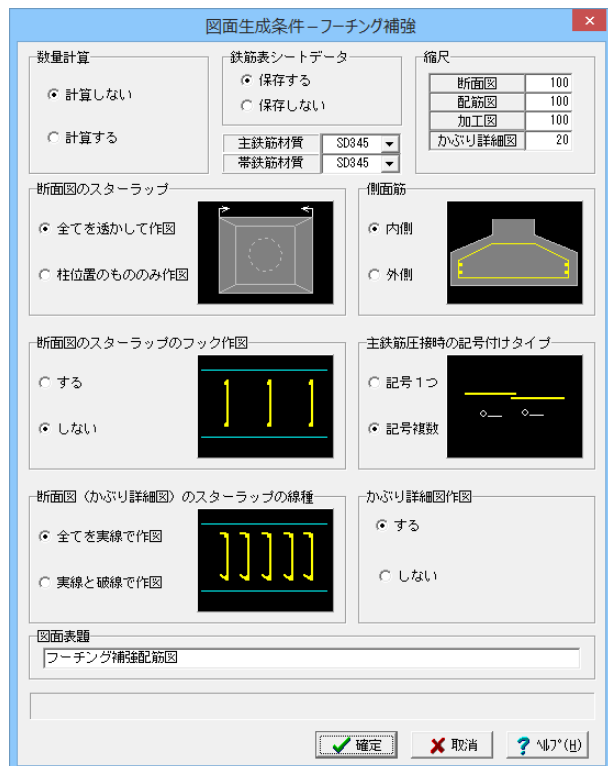 図面生成条件－フーチング補強
数量計算
計算しない
計算する
鉄筋表シートデータ
保存する
保存しない
主鉄筋材質 SD345
帯鉄筋材質 SD345
縮尺
断面図 100
配筋図 100
加工図 100
かぶり詳細図 20
断面図のスターラップ
全てを透かして作図
柱位置のもののみ作図
側面筋
内側
外側
断面図のスターラップのフック作図
する
しない
主鉄筋圧接時の記号付けタイプ
記号１つ
記号複数
断面図（かぶり詳細図）のスターラップの線種
全てを実線で作図
実線と破線で作図
かぶり詳細図作図
する
しない
図面表題
フーチング補強配筋図
確定 取消 ? ﾍﾙﾌﾟ(H)